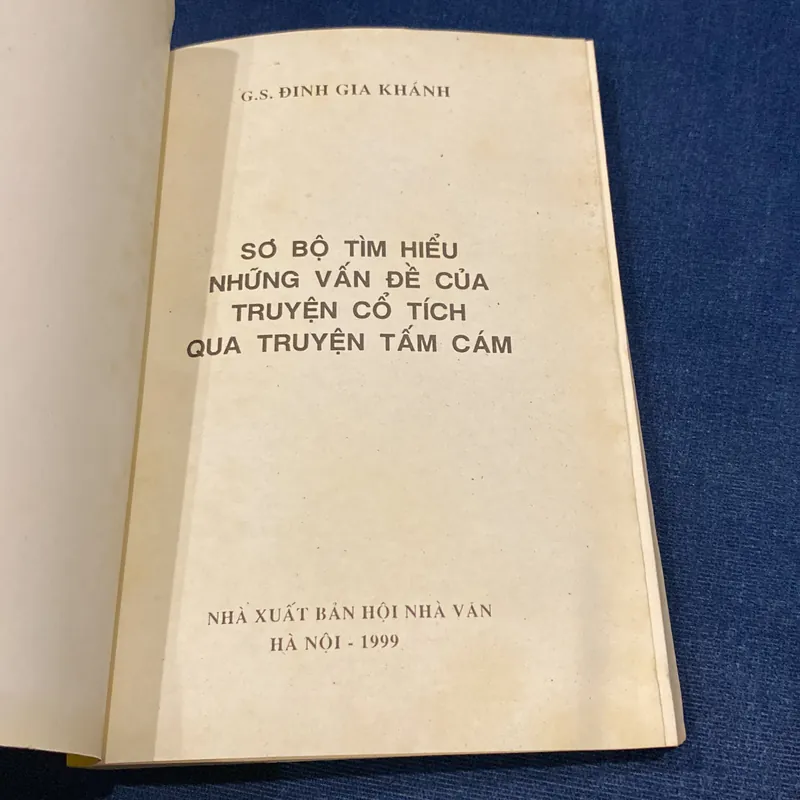 G.S. ĐINH GIA KHÁNH
SƠ BỘ TÌM HIỂU
NHỮNG VẤN ĐỀ CỦA
TRUYỆN CỔ TÍCH
QUA TRUYỆN TẤM CÁM
NHÀ XUẤT BẢN HỘI NHÀ VĂN
HÀ NỘI - 1999